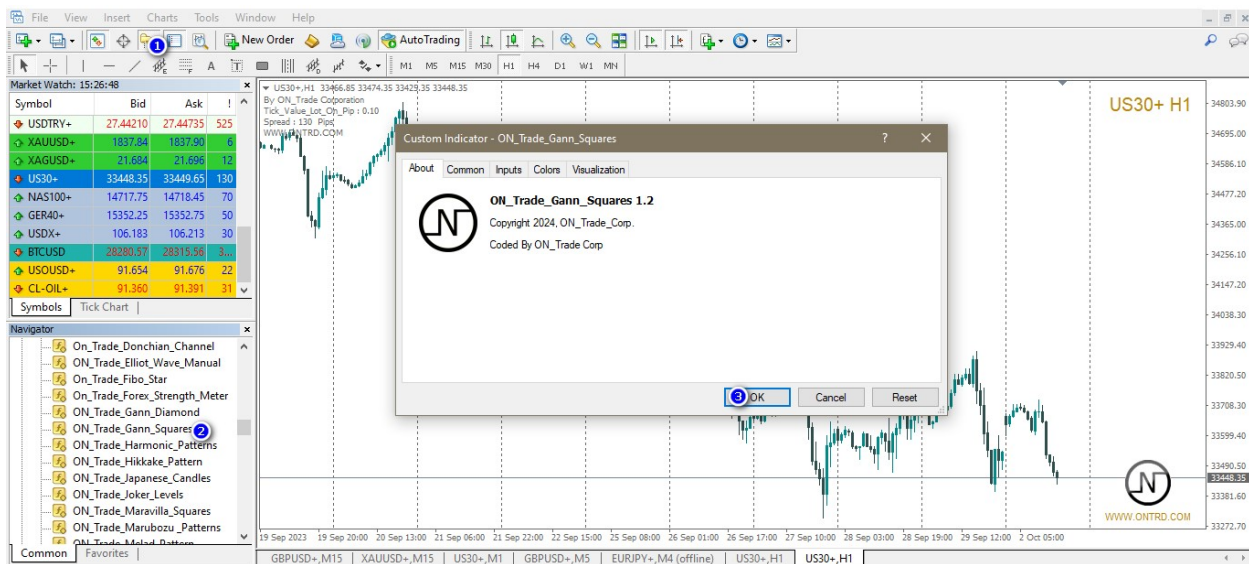 File View Insert Charts Tools Window Help
1
New Order AutoTrading
E F A T D
M1 M5 M15 M30 H1 H4 D1 W1 MN
Market Watch: 15:26:48
Symbol Bid Ask !
USDTRY+ 27.44210 27.44735 525
XAUUSD+ 1837.84 1837.90 6
XAGUSD+ 21.684 21.696 12
US30+ 33448.35 33449.65 130
NAS100+ 14717.75 14718.45 70
GER40+ 15352.25 15352.75 50
USDX+ 106.183 106.213 30
BTCUSD 28280.57 28315.56 3...
USOUSD+ 91.654 91.676 22
CL-OIL+ 91.360 91.391 31
Symbols Tick Chart
Navigator
On_Trade_Donchian_Channel
ON_Trade_Elliot_Wave_Manual
On_Trade_Fibo_Star
On_Trade_Forex_Strength_Meter
ON_Trade_Gann_Diamond
ON_Trade_Gann_Squares 2
ON_Trade_Harmonic_Patterns
ON_Trade_Hikkake_Pattern
ON_Trade_Japanese_Candles
ON_Trade_Joker_Levels
ON_Trade_Maravilla_Squares
ON_Trade_Marubozu _Patterns
Common Favorites
US30+,H1 33466.85 33474.35 33425.35 33448.35
By ON_Trade Corporation
Tick_Value_Lot_On_Pip : 0.10
Spread : 130 Pips
WWW.ONTRD.COM
US30+ H1
Custom Indicator - ON_Trade_Gann_Squares ?
About Common Inputs Colors Visualization
ON_Trade_Gann_Squares 1.2
Copyright 2024, ON_Trade_Corp.
Coded By ON_Trade Corp
3 OK Cancel Reset
34803.90
34695.00
34586.10
34477.20
34365.00
34256.10
34147.20
34038.30
33929.40
33820.50
33708.30
33599.40
33490.50
33448.35
33381.60
33272.70
WWW.ONTRD.COM
19 Sep 2023 19 Sep 20:00 20 Sep 13:00 21 Sep 06:00 21 Sep 22:00 22 Sep 15:00 25 Sep 08:00 26 Sep 01:00 26 Sep 17:00 27 Sep 10:00 28 Sep 03:00 28 Sep 19:00 29 Sep 12:00 2 Oct 05:00
GBPUSD+,M15 XAUUSD+,M15 US30+,M1 GBPUSD+,M5 EURJPY+,M4 (offline) US30+,H1 US30+,H1